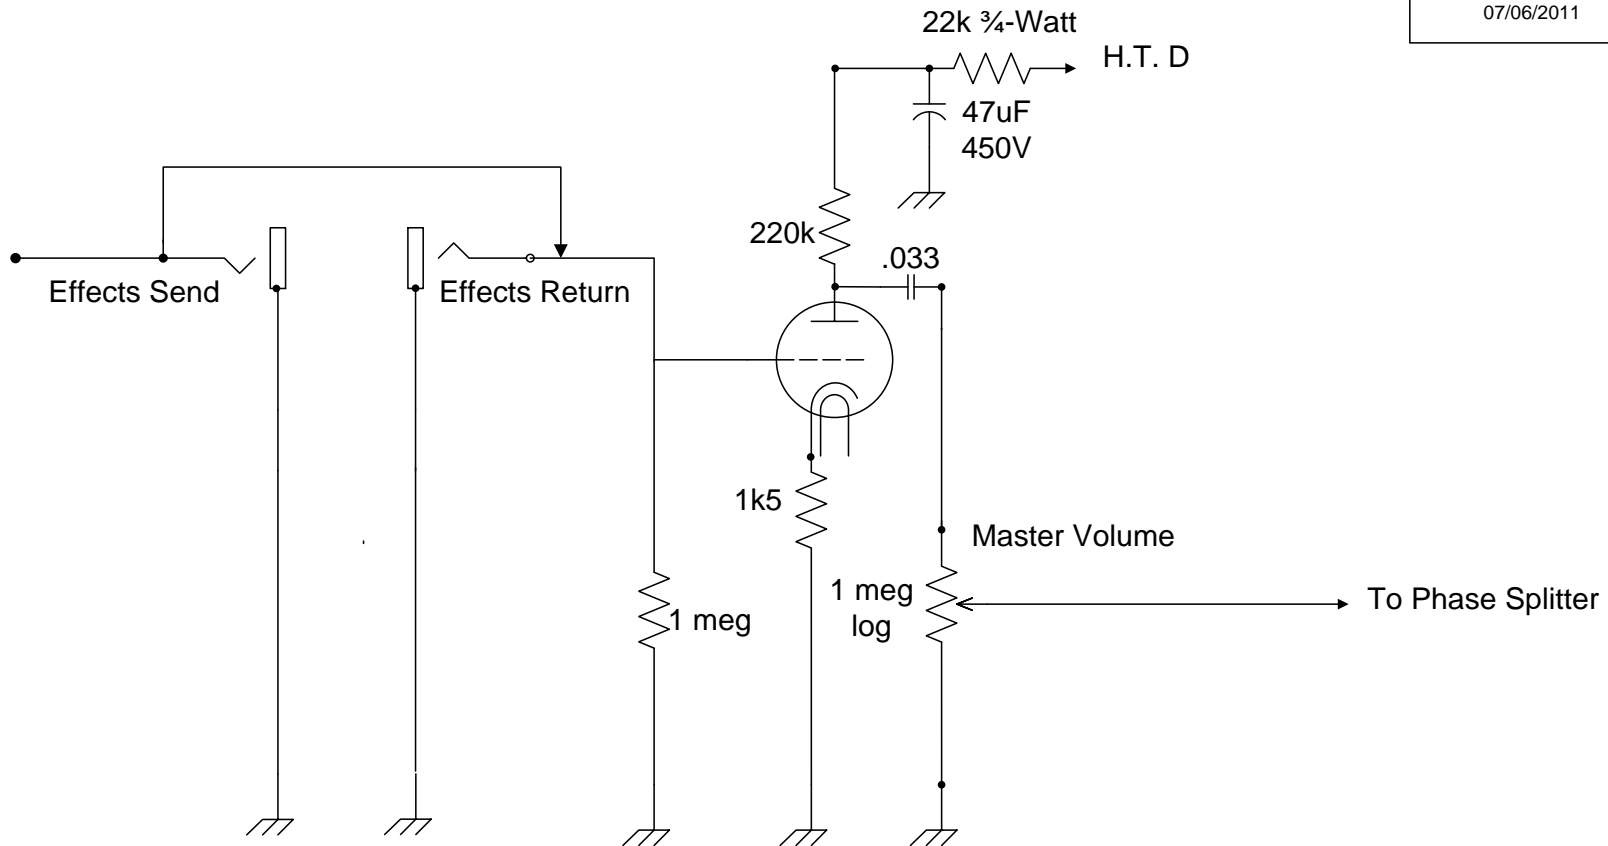 07/06/2011
22k ¾-Watt
H.T. D
47uF
450V
220k
.033
Effects Send
Effects Return
1k5
Master Volume
1 meg
log
To Phase Splitter
1 meg